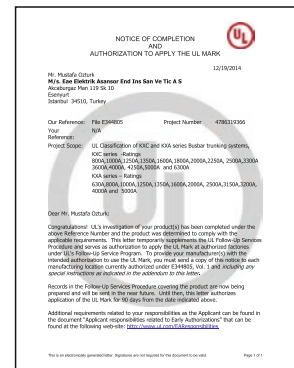 UL
NOTICE OF COMPLETION
AND
AUTHORIZATION TO APPLY THE UL MARK
12/19/2014
Mr. Mustafa Ozturk
M/s. Eae Elektrik Asansor End Ins San Ve Tic A S
Akcaburgaz Man 119 Sk 10
Esenyurt
Istanbul 34510, Turkey
Our Reference: File E344805 Project Number 4786319366
Your Reference: N/A
Project Scope: UL Classification of KXC and KXA series Busbar trunking systems,
KXC series -Ratings
800A,1000A,1250A,1350A,1600A,1800A,2000A,2250A, 2500A,3300A
3600A,4000A, 4250A,5000A and 6300A
KXA series – Ratings
630A,800A,1000A,1250A,1350A,1600A,2000A, 2500A,3150A,3200A,
4000A and 5000A
Dear Mr. Mustafa Ozturk:
Congratulations! UL's investigation of your product(s) has been completed under
the above Reference Number and the product was determined to comply with the
applicable requirements. This letter temporarily supplements the UL Follow-Up Services
Procedure and serves as authorization to apply the UL Mark at authorized factories
under UL's Follow-Up Service Program. To provide your manufacturer(s) with the
intended authorization to use the UL Mark, you must send a copy of this notice to each
manufacturing location currently authorized under E344805, Vol. 1 and including any
special instructions as indicated in the addendum to this letter.
Records in the Follow-Up Services Procedure covering the product are now being
prepared and will be sent in the near future. Until then, this letter authorizes
application of the UL Mark for 90 days from the date indicated above.
Additional requirements related to your responsibilities as the Applicant can be found in
the document "Applicant responsibilities related to Early Authorizations" that can be
found at the following web-site: http://www.ul.com/EAResponsibilities
This is an electronically generated letter. Signatures are not required for this document to be valid. Page 1 of 1